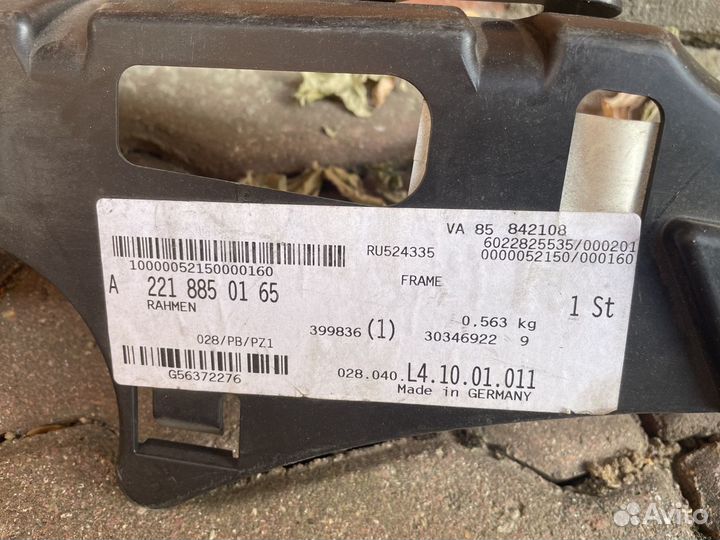 VA 85 842108
RU524335
6022825535/000201
0000052150/000160
10000052150000160
A 221 885 01 65
RAHMEN
FRAME
1 St
0.563 kg
399836 (1)
30346922 9
028/PB/PZ1
G56372276
028.040.L4.10.01.011
Made in GERMANY
Avito